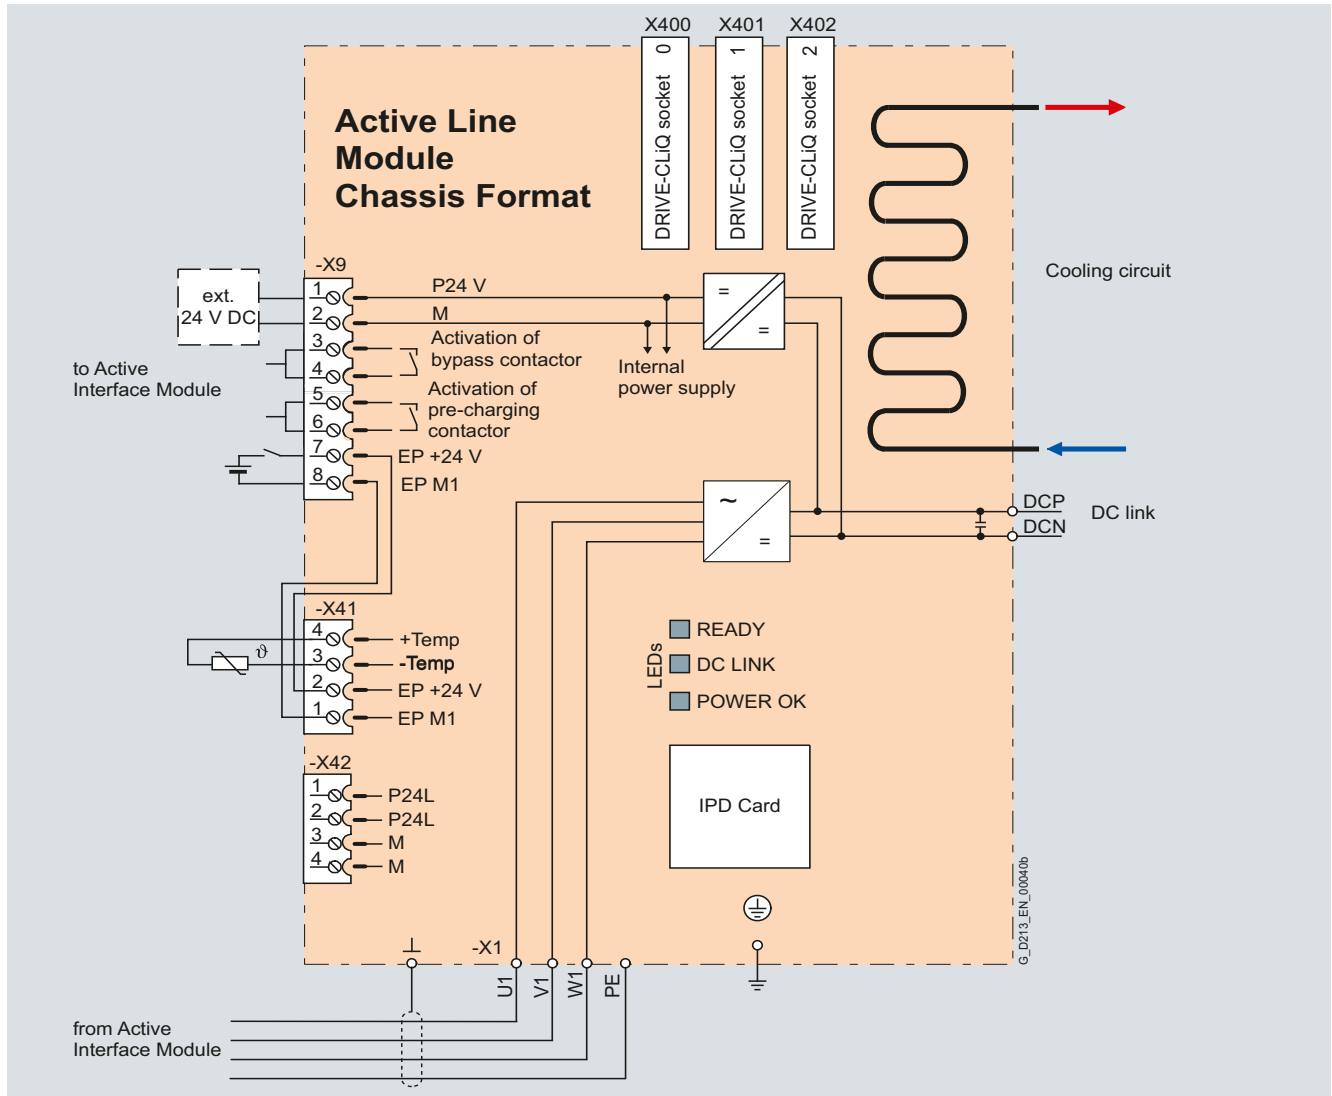 X400 X401 X402
DRIVE-CLiQ socket 0
DRIVE-CLiQ socket 1
DRIVE-CLiQ socket 2
Active Line
Module
Chassis Format
Cooling circuit
-X9
ext.
24 V DC
1 P24 V
2 M
3 Activation of
4 bypass contactor
5 Activation of
6 pre-charging
contactor
7 EP +24 V
8 EP M1
to Active
Interface Module
Internal
power supply
=
=
~
=
DCP
DCN
DC link
-X41
ϑ
4 +Temp
3 -Temp
2 EP +24 V
1 EP M1
LEDs
READY
DC LINK
POWER OK
-X42
1 P24L
2 P24L
3 M
4 M
IPD Card
G_D213_EN_00040b
-X1
U1
V1
W1
PE
from Active
Interface Module